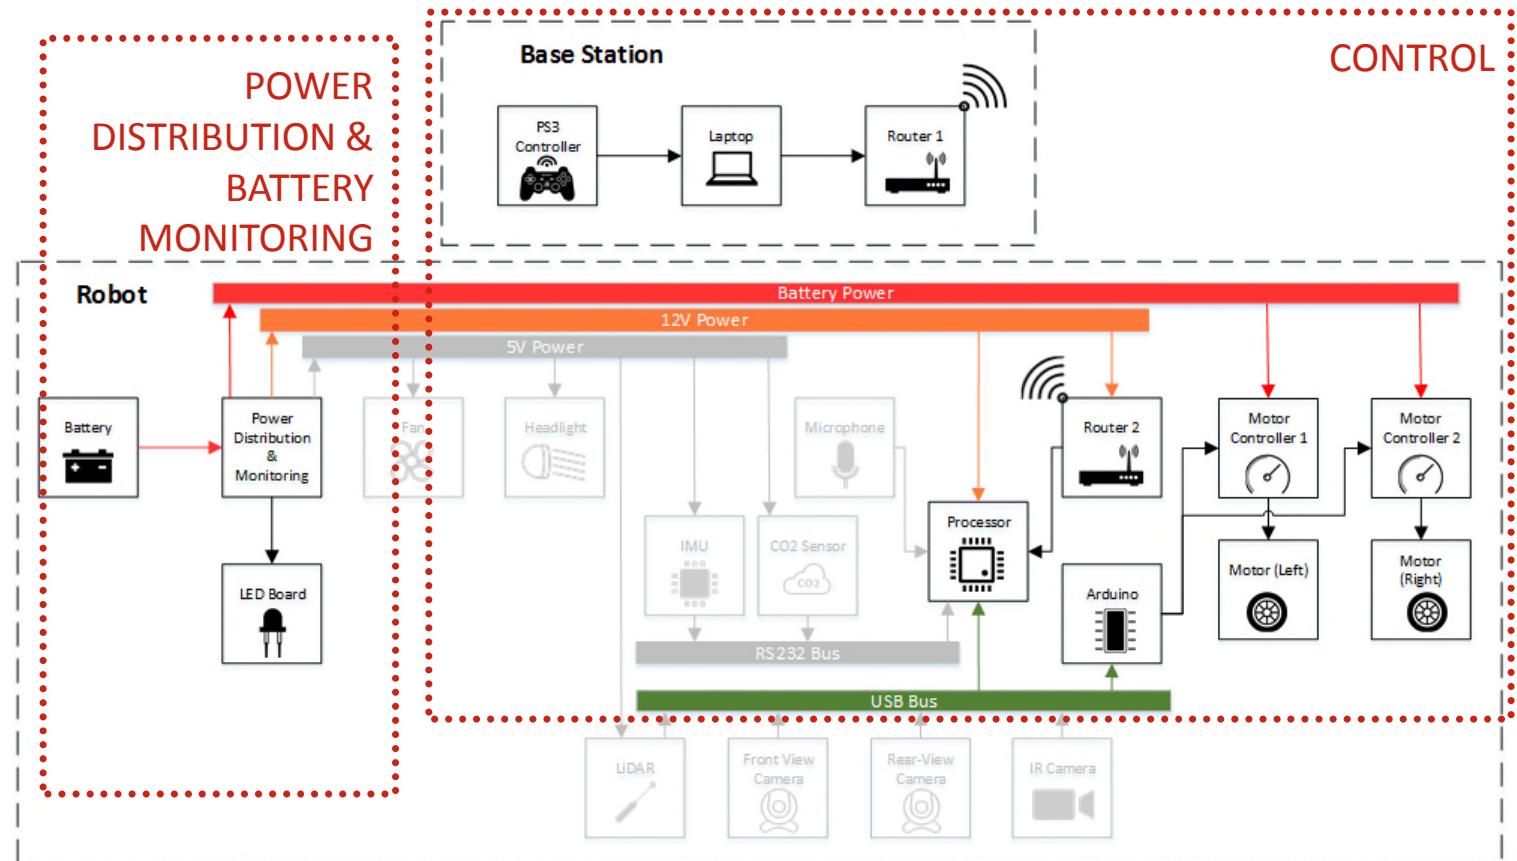 CONTROL
POWER
DISTRIBUTION &
BATTERY
MONITORING
Base Station
PS3
Controller
Laptop
Router 1
Robot
Battery Power
12V Power
5V Power
Battery
Power
Distribution
&
Monitoring
Fan
Headlight
Microphone
Router 2
Motor
Controller 1
Motor
Controller 2
Processor
IMU
CO2 Sensor
CO2
LED Board
Arduino
Motor (Left)
Motor
(Right)
RS232 Bus
USB Bus
LiDAR
Front View
Camera
Rear-View
Camera
IR Camera